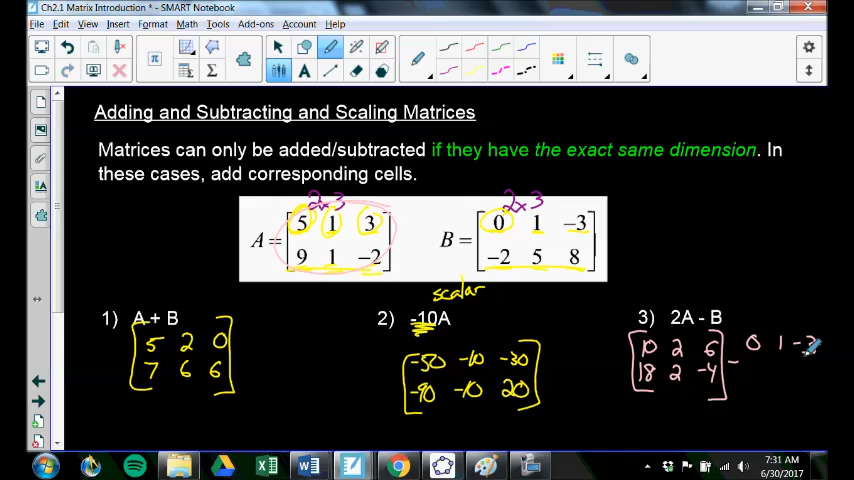 Ch2.1 Matrix Introduction * - SMART Notebook
File Edit View Insert Format Math Tools Add-ons Account Help
Adding and Subtracting and Scaling Matrices
Matrices can only be added/subtracted if they have the exact same dimension. In
these cases, add corresponding cells.
2x3 2x3
A = [5 1 3 B = [0 1 -3
9 1 -2] -2 5 8]
scalar
1) A + B 2) -10A 3) 2A - B
[5 2 0 [-50 -10 -30 [10 2 6 - 0 1 -3
7 6 6] -90 -10 20] 18 2 -4]
7:31 AM
6/30/2017